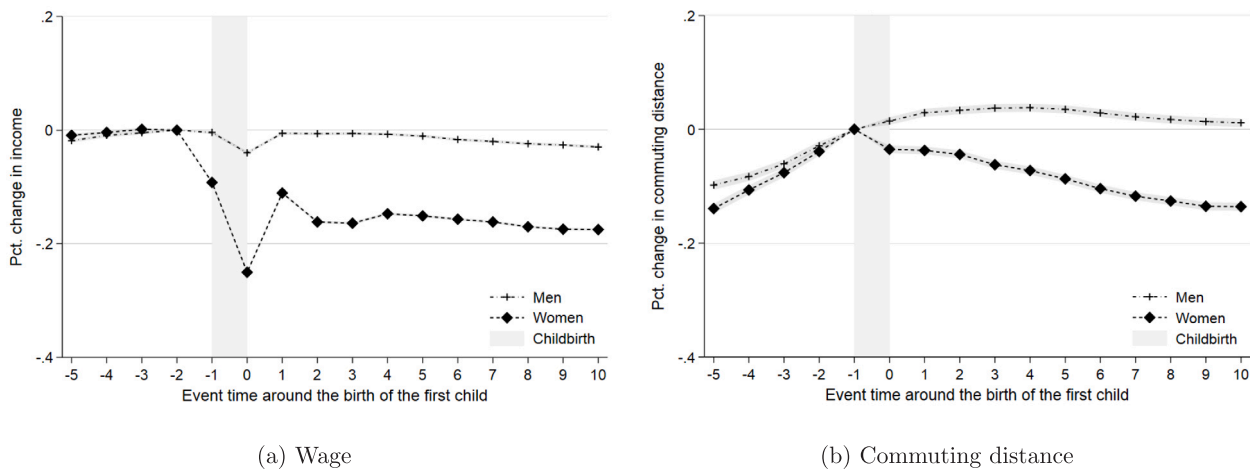 .2
0
-.2
-.4
Pct. change in income
-5 -4 -3 -2 -1 0 1 2 3 4 5 6 7 8 9 10
Event time around the birth of the first child
Men
Women
Childbirth
(a) Wage
.2
0
-.2
-.4
Pct. change in commuting distance
-5 -4 -3 -2 -1 0 1 2 3 4 5 6 7 8 9 10
Event time around the birth of the first child
Men
Women
Childbirth
(b) Commuting distance